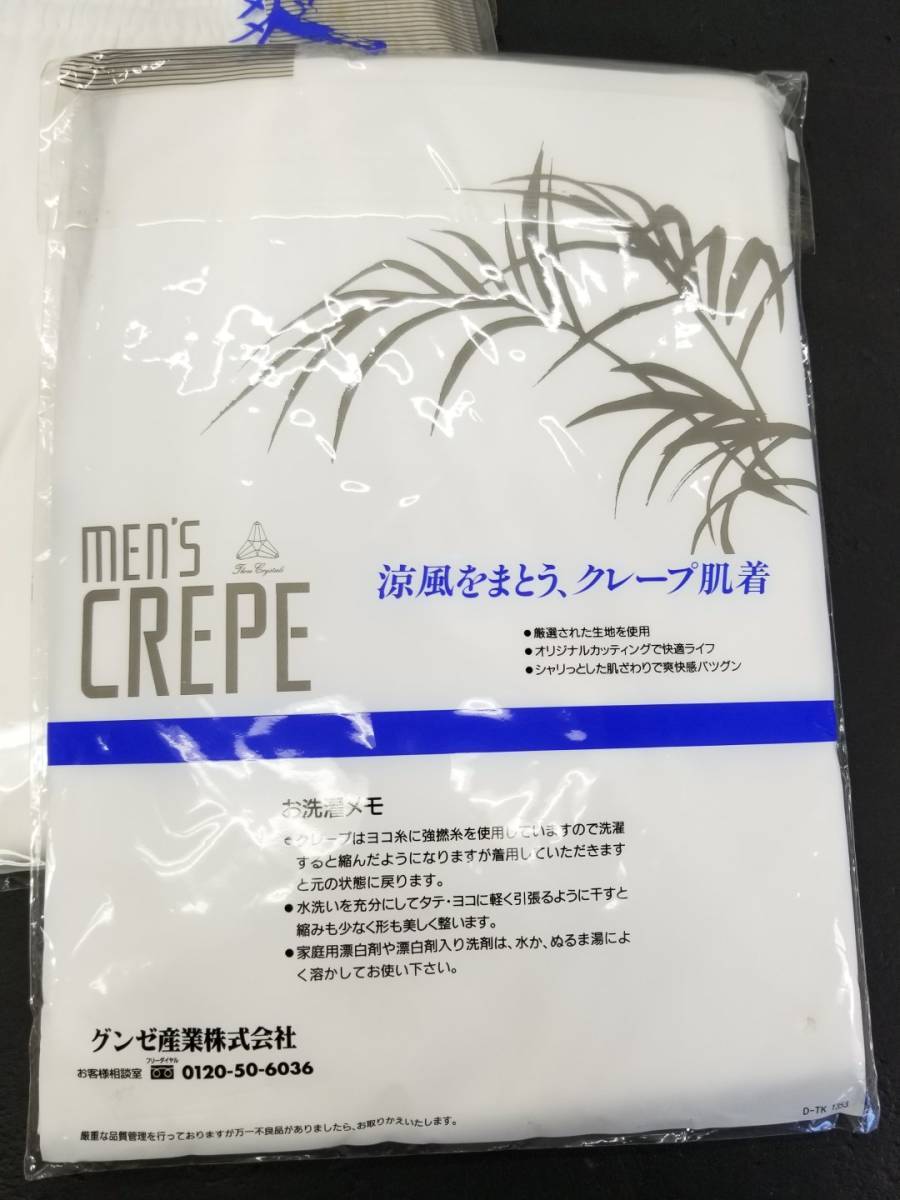 爽
MEN'S
CREPE
Three Crystals
涼風をまとう、クレープ肌着
●厳選された生地を使用
●オリジナルカッティングで快適ライフ
●シャリっとした肌さわりで爽快感バツグン
お洗濯メモ
●クレープはヨコ糸に強撚糸を使用していますので洗濯
すると縮んだようになりますが着用していただきます
と元の状態に戻ります。
●水洗いを充分にしてタテ・ヨコに軽く引張るように干すと
縮みも少なく形も美しく整います。
●家庭用漂白剤や漂白剤入り洗剤は、水か、ぬるま湯によ
く溶かしてお使い下さい。
グンゼ産業株式会社
フリーダイヤル
お客様相談室 0120-50-6036
D-TK 1353
厳重な品質管理を行っておりますが万一不良品がありましたら、お取りかえいたします。